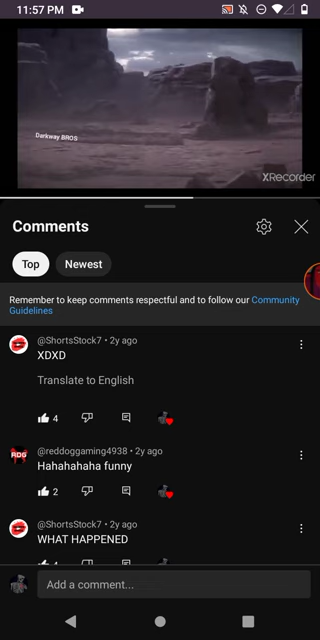 11:57 PM
Darkway BROS
XRecorder
Comments
Top
Newest
Remember to keep comments respectful and to follow our Community
Guidelines
@ShortsStock7 • 2y ago
XDXD
Translate to English
4
RDG
@reddoggaming4938 • 2y ago
Hahahahaha funny
2
@ShortsStock7 • 2y ago
WHAT HAPPENED
4
Add a comment...